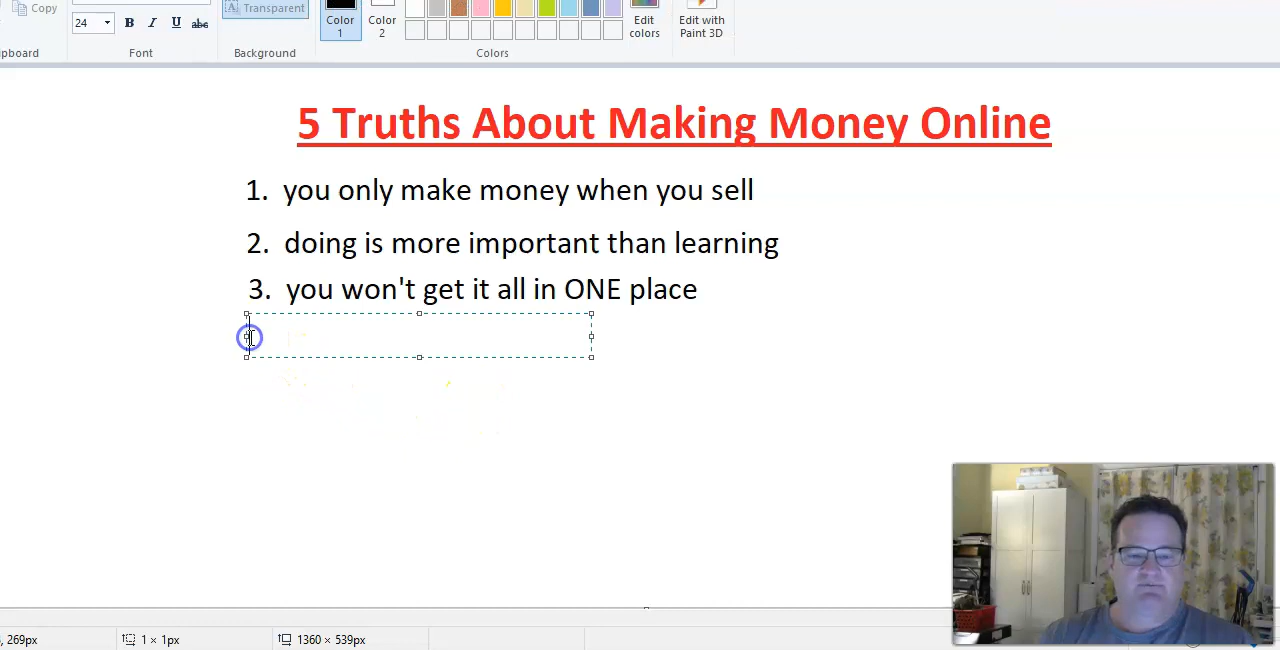 Copy
Transparent
24
B I U abc
Color 1
Color 2
Edit colors
Edit with Paint 3D
pboard
Font
Background
Colors
5 Truths About Making Money Online
1. you only make money when you sell
2. doing is more important than learning
3. you won't get it all in ONE place
, 269px
1 × 1px
1360 × 539px